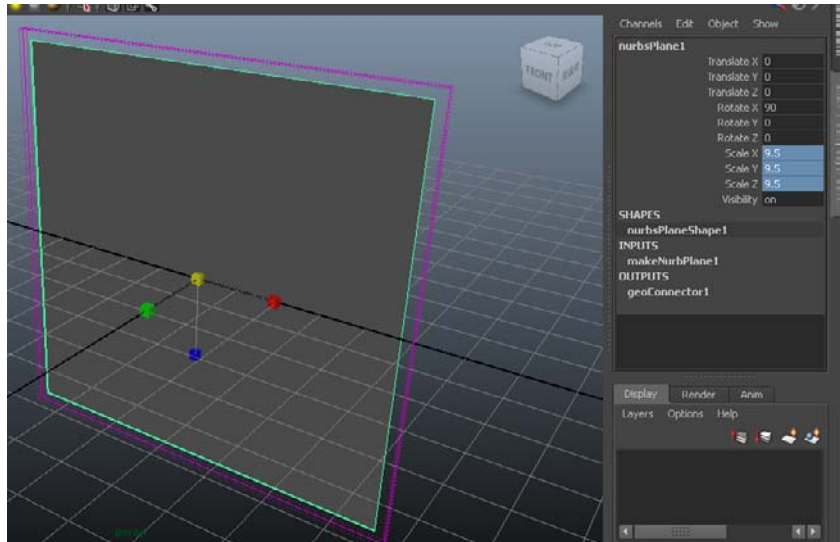 Channels Edit Object Show
nurbsPlane1
Translate X 0
Translate Y 0
Translate Z 0
Rotate X 90
Rotate Y 0
Rotate Z 0
Scale X 9.5
Scale Y 9.5
Scale Z 9.5
Visibility on
SHAPES
nurbsPlaneShape1
INPUTS
makeNurbPlane1
OUTPUTS
geoConnector1
FRONT
persp
Display Render Anim
Layers Options Help